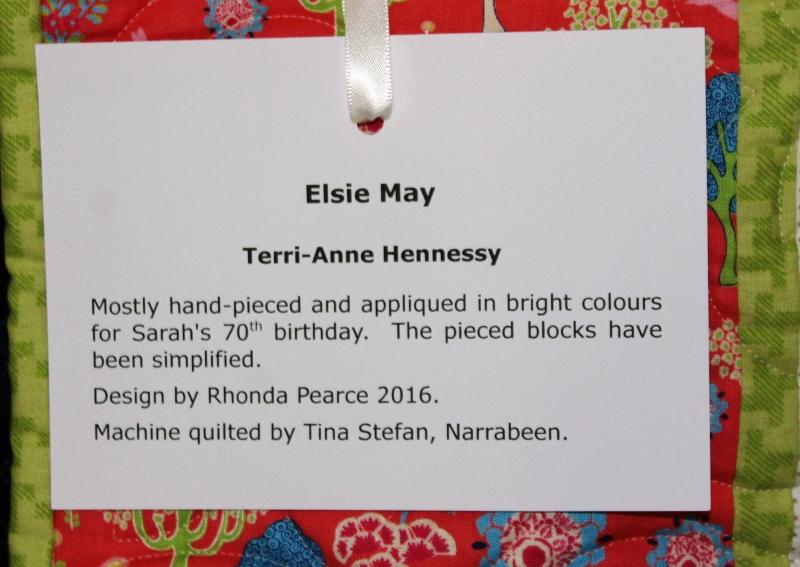 Elsie May
Terri-Anne Hennessy
Mostly hand-pieced and appliqued in bright colours
for Sarah's 70th birthday. The pieced blocks have
been simplified.
Design by Rhonda Pearce 2016.
Machine quilted by Tina Stefan, Narrabeen.